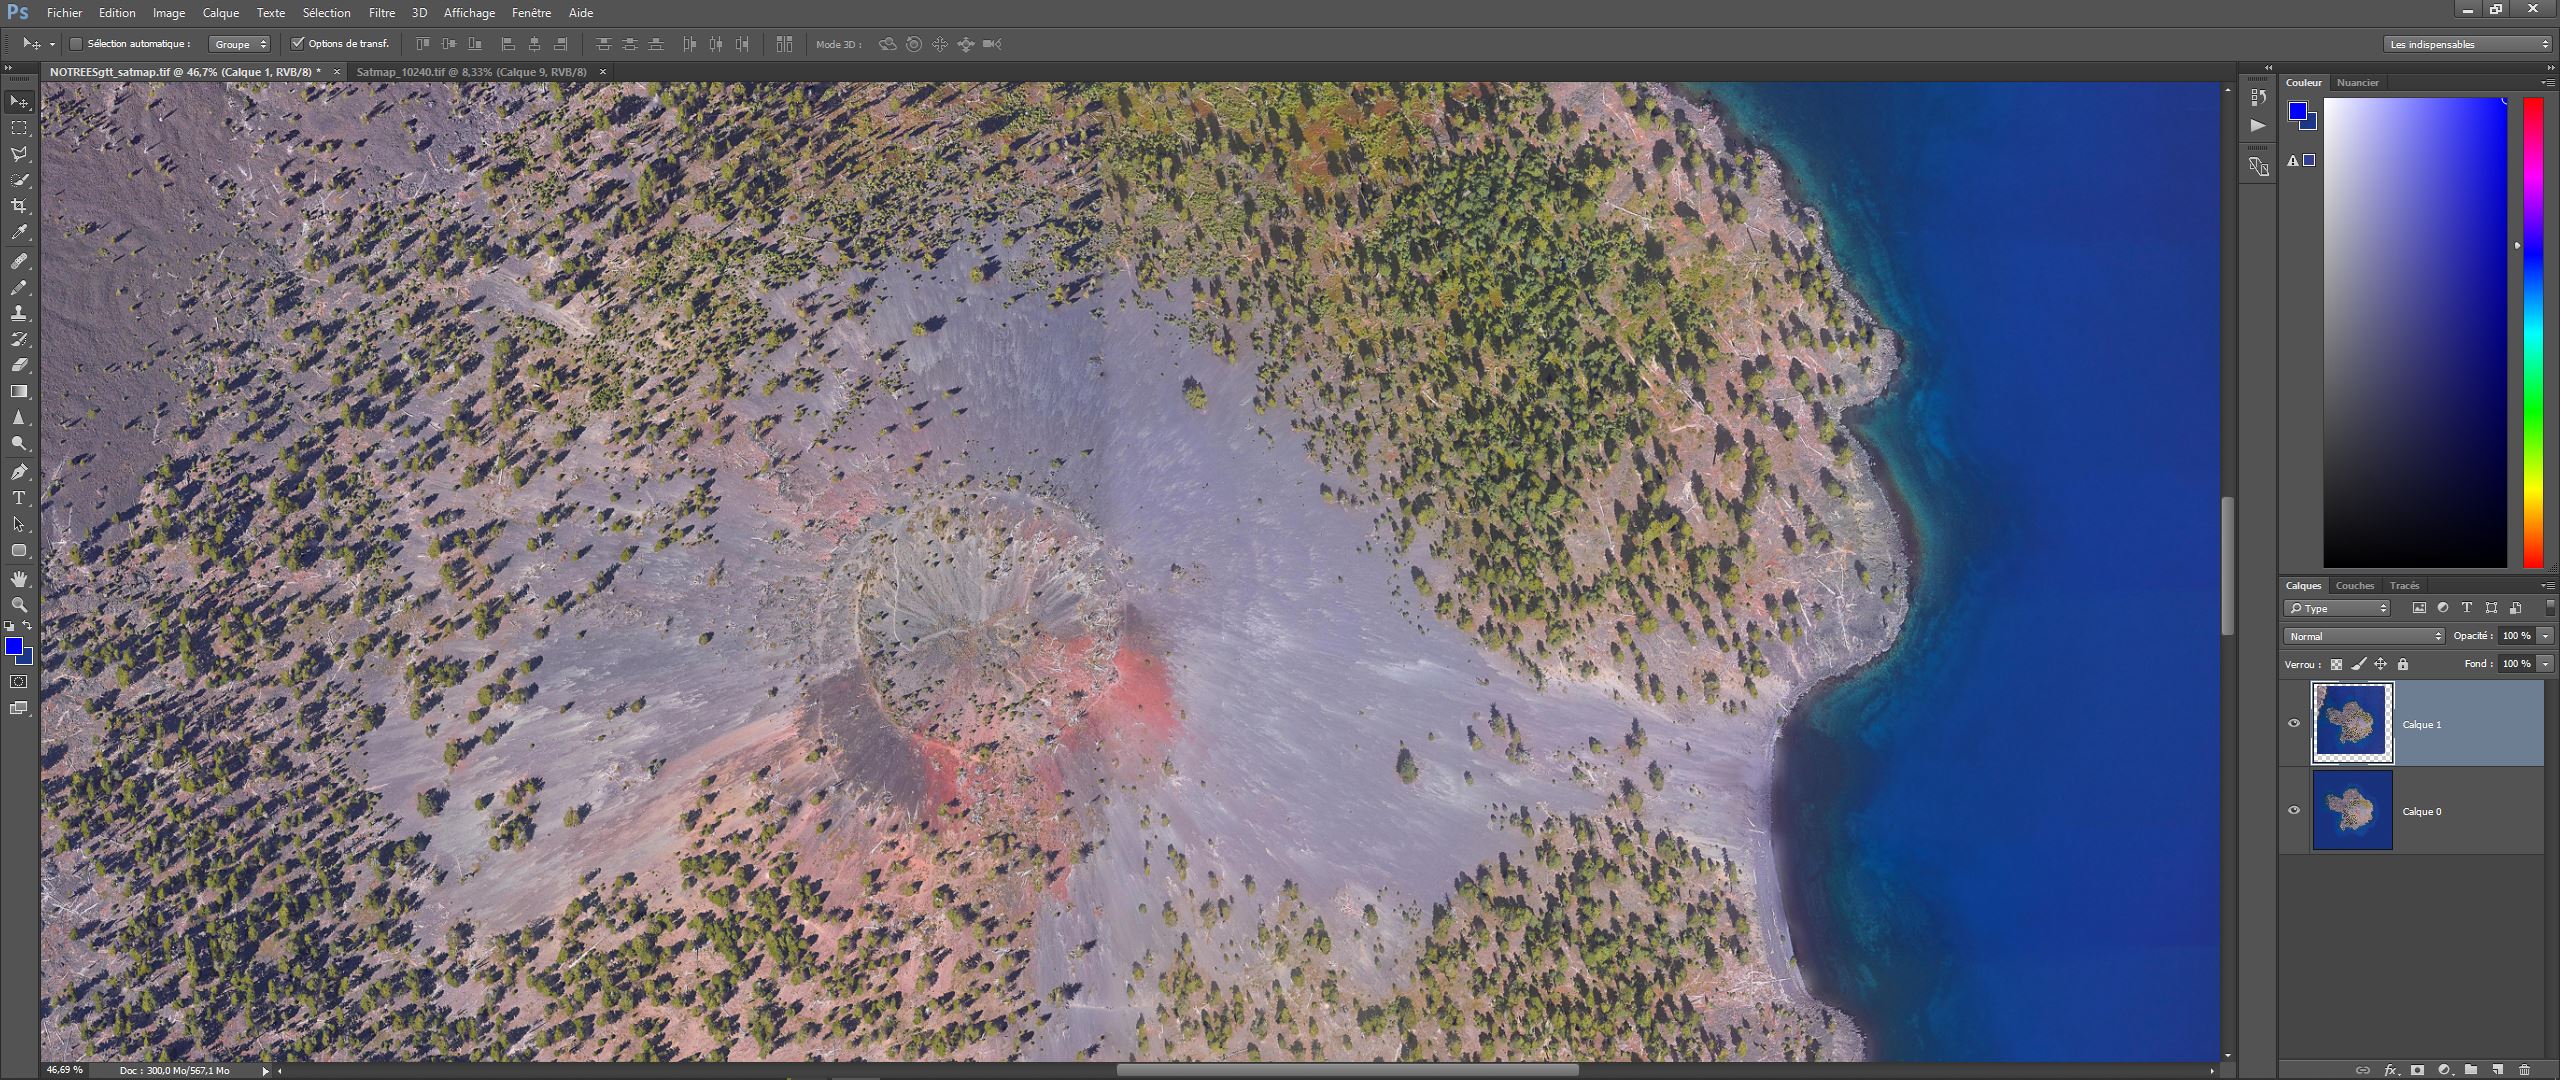 Ps Fichier Edition Image Calque Texte Sélection Filtre 3D Affichage Fenêtre Aide
Sélection automatique : Groupe Options de transf. Mode 3D : Les indispensables
NOTREESgtt_satmap.tif @ 46,7% (Calque 1, RVB/8) * × Satmap_10240.tif @ 8,33% (Calque 9, RVB/8) ×
Couleur Nuancier
Calques Couches Tracés
Type
Normal Opacité : 100 %
Verrou : Fond : 100 %
Calque 1
Calque 0
46,69 % Doc : 300,0 Mo/567,1 Mo